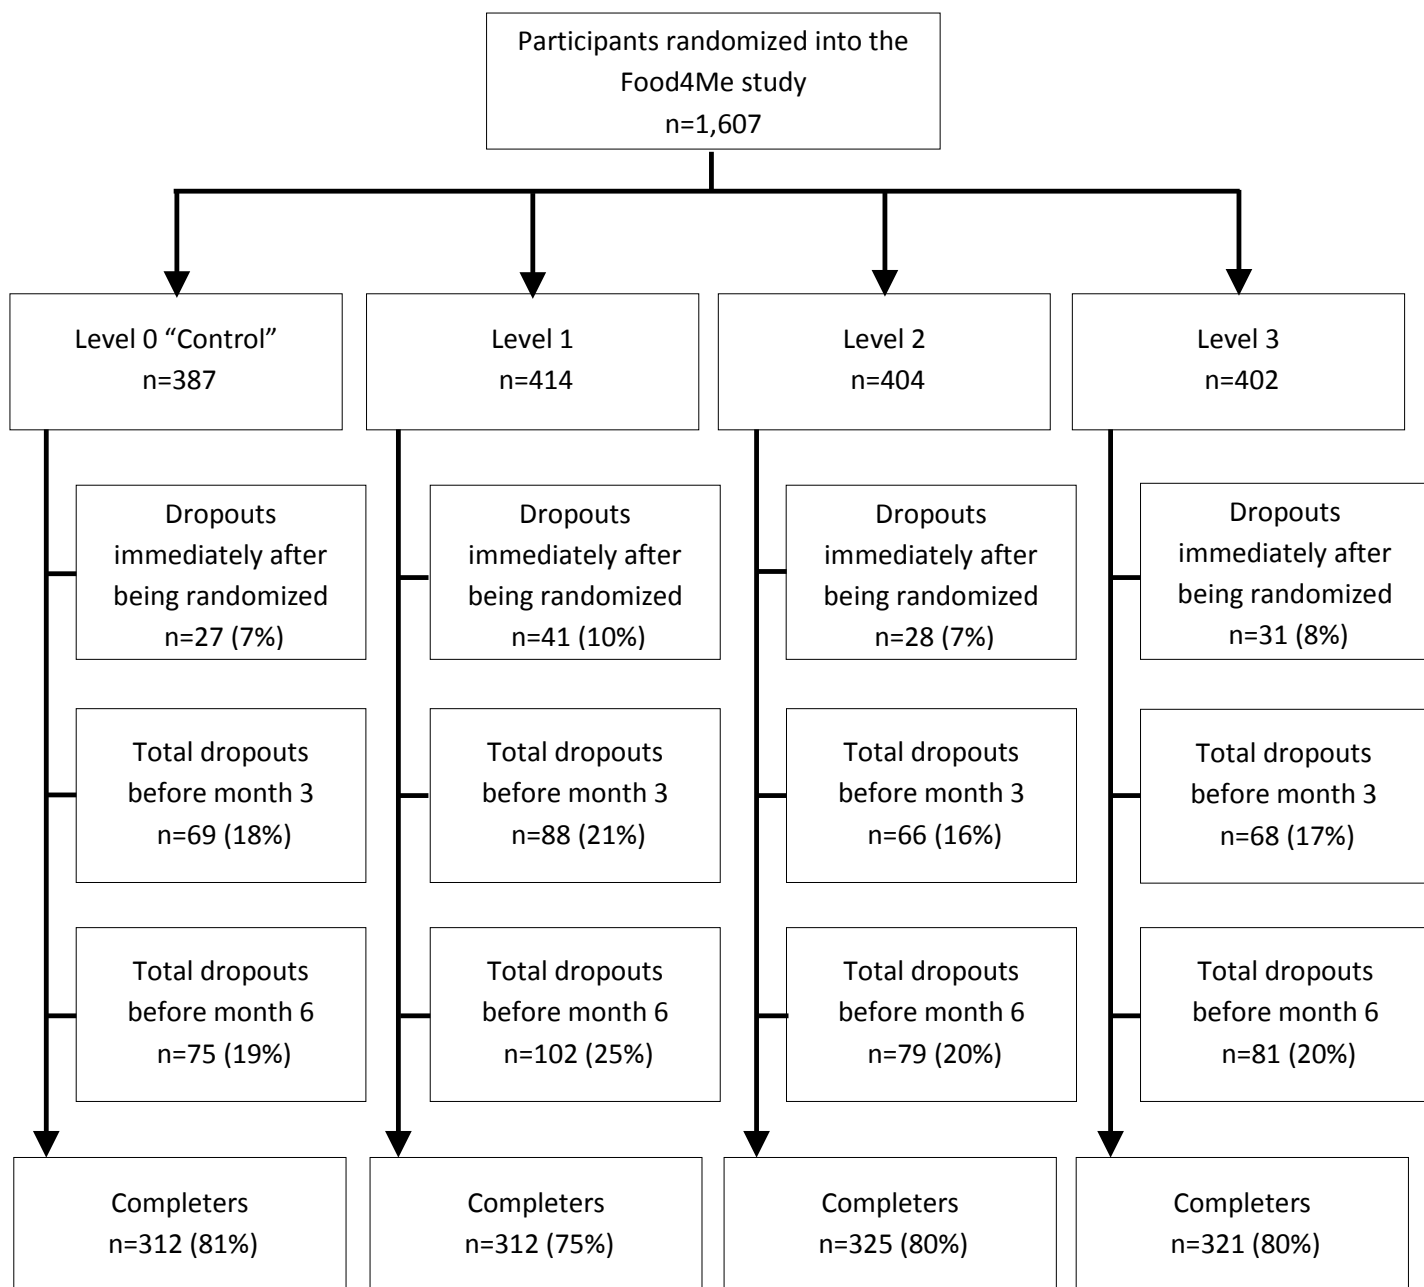 Participants randomized into the
Food4Me study
n=1,607
Level 0 “Control”
n=387
Level 1
n=414
Level 2
n=404
Level 3
n=402
Dropouts
immediately after
being randomized
n=27 (7%)
Dropouts
immediately after
being randomized
n=41 (10%)
Dropouts
immediately after
being randomized
n=28 (7%)
Dropouts
immediately after
being randomized
n=31 (8%)
Total dropouts
before month 3
n=69 (18%)
Total dropouts
before month 3
n=88 (21%)
Total dropouts
before month 3
n=66 (16%)
Total dropouts
before month 3
n=68 (17%)
Total dropouts
before month 6
n=75 (19%)
Total dropouts
before month 6
n=102 (25%)
Total dropouts
before month 6
n=79 (20%)
Total dropouts
before month 6
n=81 (20%)
Completers
n=312 (81%)
Completers
n=312 (75%)
Completers
n=325 (80%)
Completers
n=321 (80%)